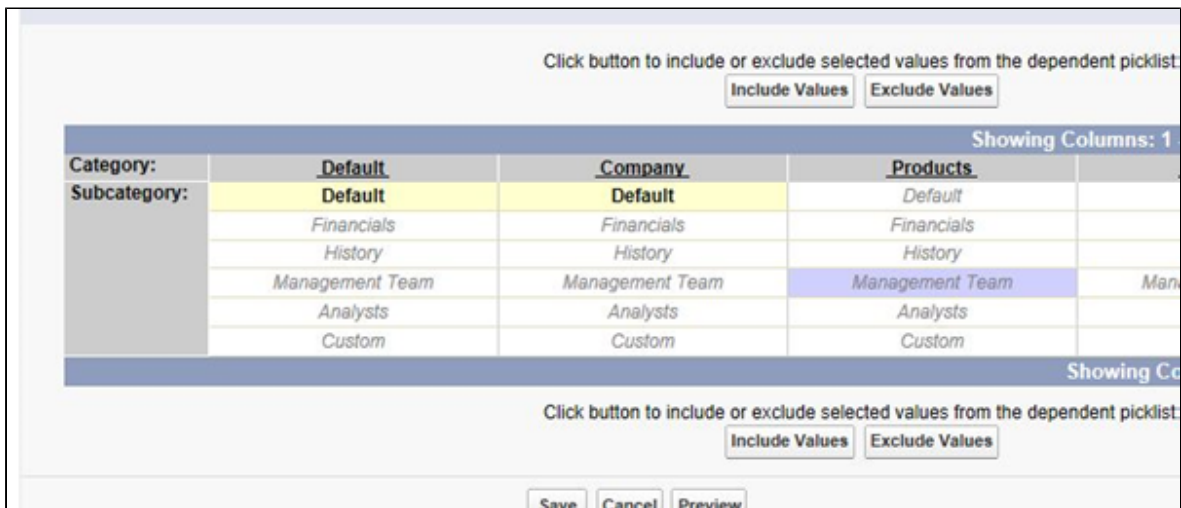 Click button to include or exclude selected values from the dependent picklist:
Include Values Exclude Values
Showing Columns: 1
Category: Default Company Products
Subcategory: Default Default Default
Financials Financials Financials
History History History
Management Team Management Team Management Team
Analysts Analysts Analysts
Custom Custom Custom
Showing
Click button to include or exclude selected values from the dependent picklist:
Include Values Exclude Values
Save Cancel Preview